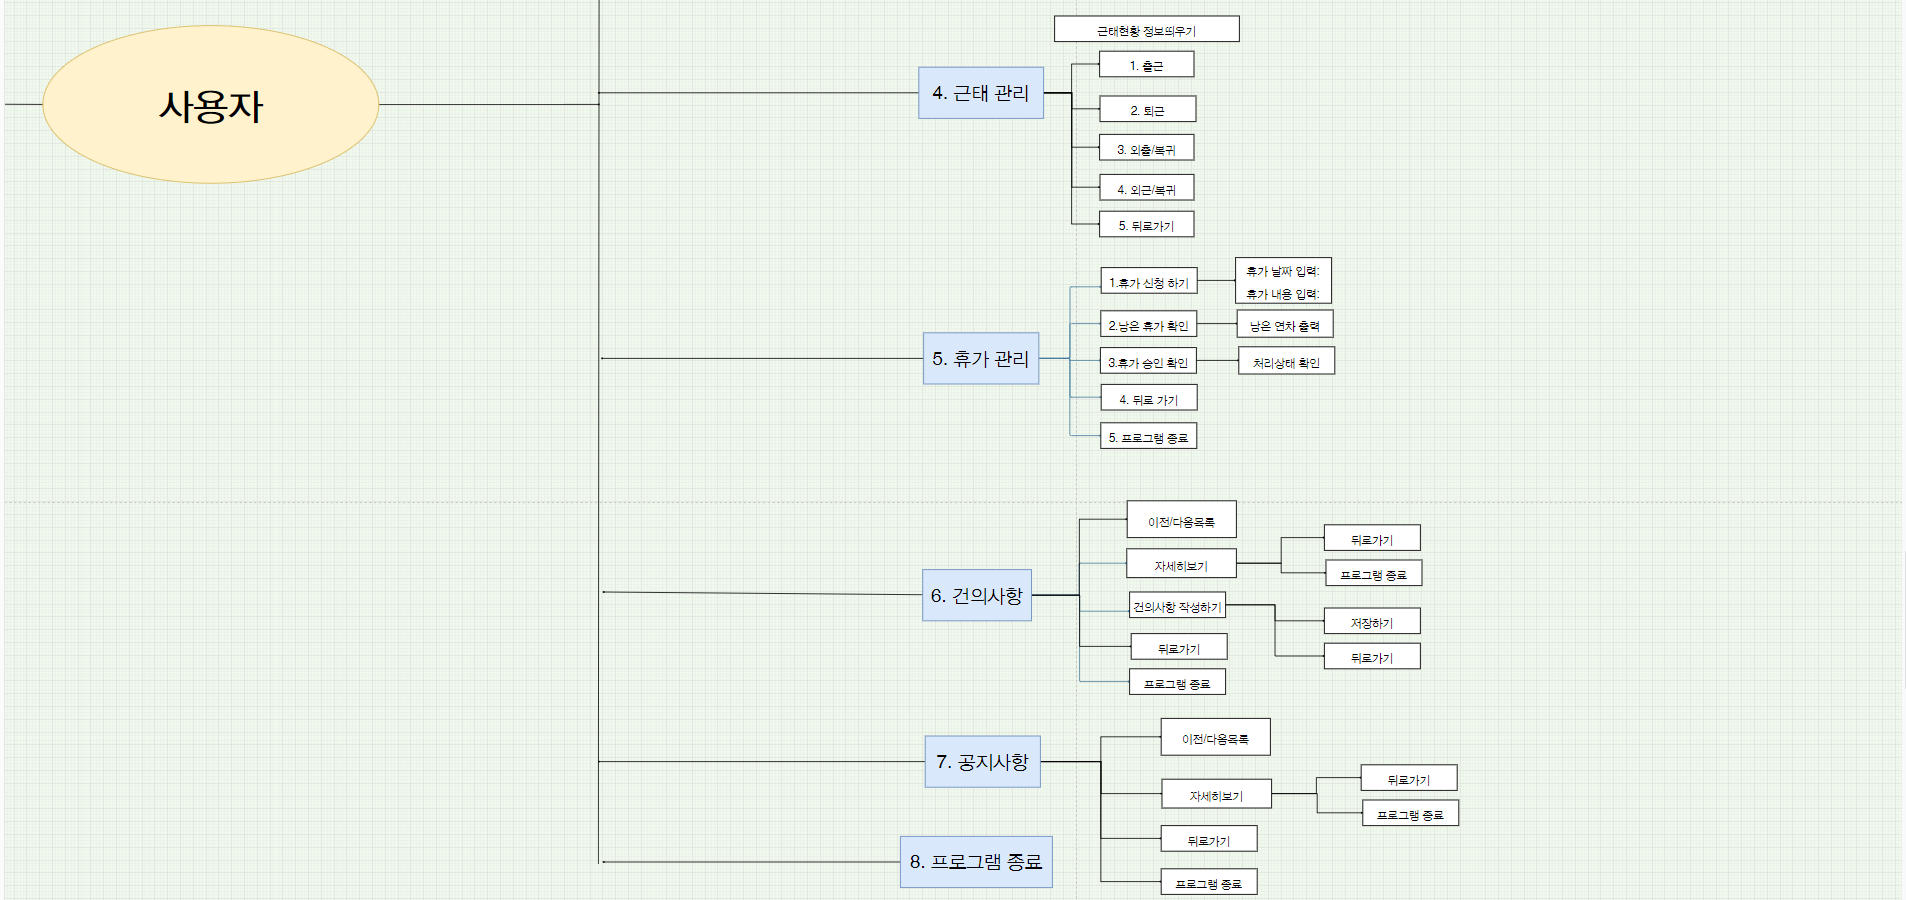 사용자
근태현황 정보띄우기
4. 근태 관리
1. 출근
2. 퇴근
3. 외출/복귀
4. 외근/복귀
5. 뒤로가기
5. 휴가 관리
1.휴가 신청 하기
휴가 날짜 입력:
휴가 내용 입력:
2.남은 휴가 확인
남은 연차 출력
3.휴가 승인 확인
처리상태 확인
4. 뒤로 가기
5. 프로그램 종료
6. 건의사항
이전/다음목록
자세히보기
뒤로가기
프로그램 종료
건의사항 작성하기
저장하기
뒤로가기
뒤로가기
프로그램 종료
7. 공지사항
이전/다음목록
자세히보기
뒤로가기
프로그램 종료
뒤로가기
프로그램 종료
8. 프로그램 종료